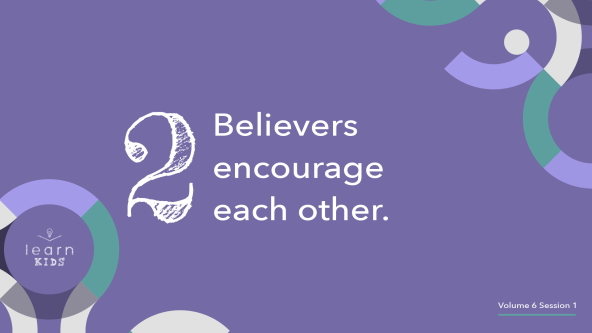 2
Believers
encourage
each other.
learn
KIDS
Volume 6 Session 1